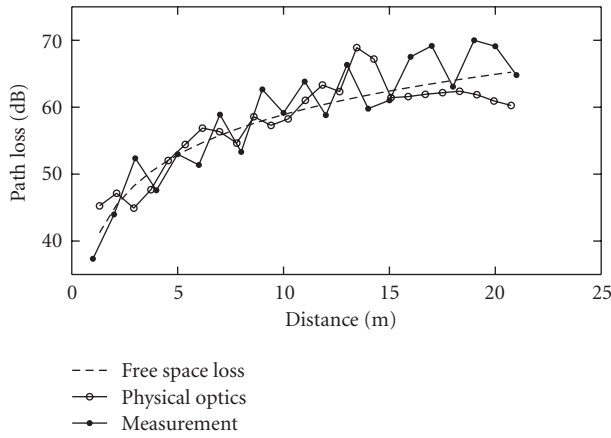 70
60
50
40
Path loss (dB)
0
5
10
15
20
25
Distance (m)
Free space loss
Physical optics
Measurement